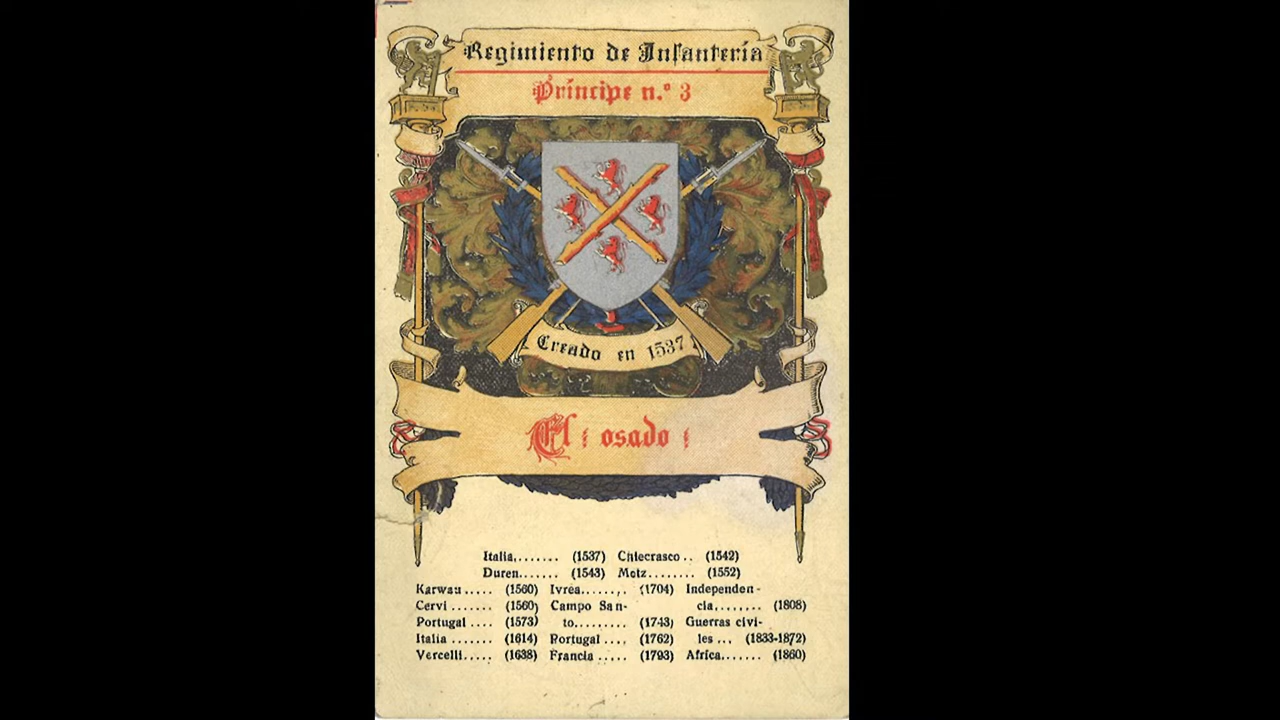 Regimiento de Infantería
Príncipe n.º 3
Creado en 1537
El osado
Italia........ (1537) Chiecrasco.. (1542)
Duren....... (1543) Motz........ (1552)
Karwau..... (1560) Ivrea........ (1704) Independen-
Cervi ....... (1560) Campo San- cia........ (1808)
Portugal .... (1573) to......... (1743) Guerras civi-
Italia ....... (1614) Portugal .... (1762) les ... (1833-1872)
Vercelli..... (1638) Francia ..... (1793) Africa....... (1860)